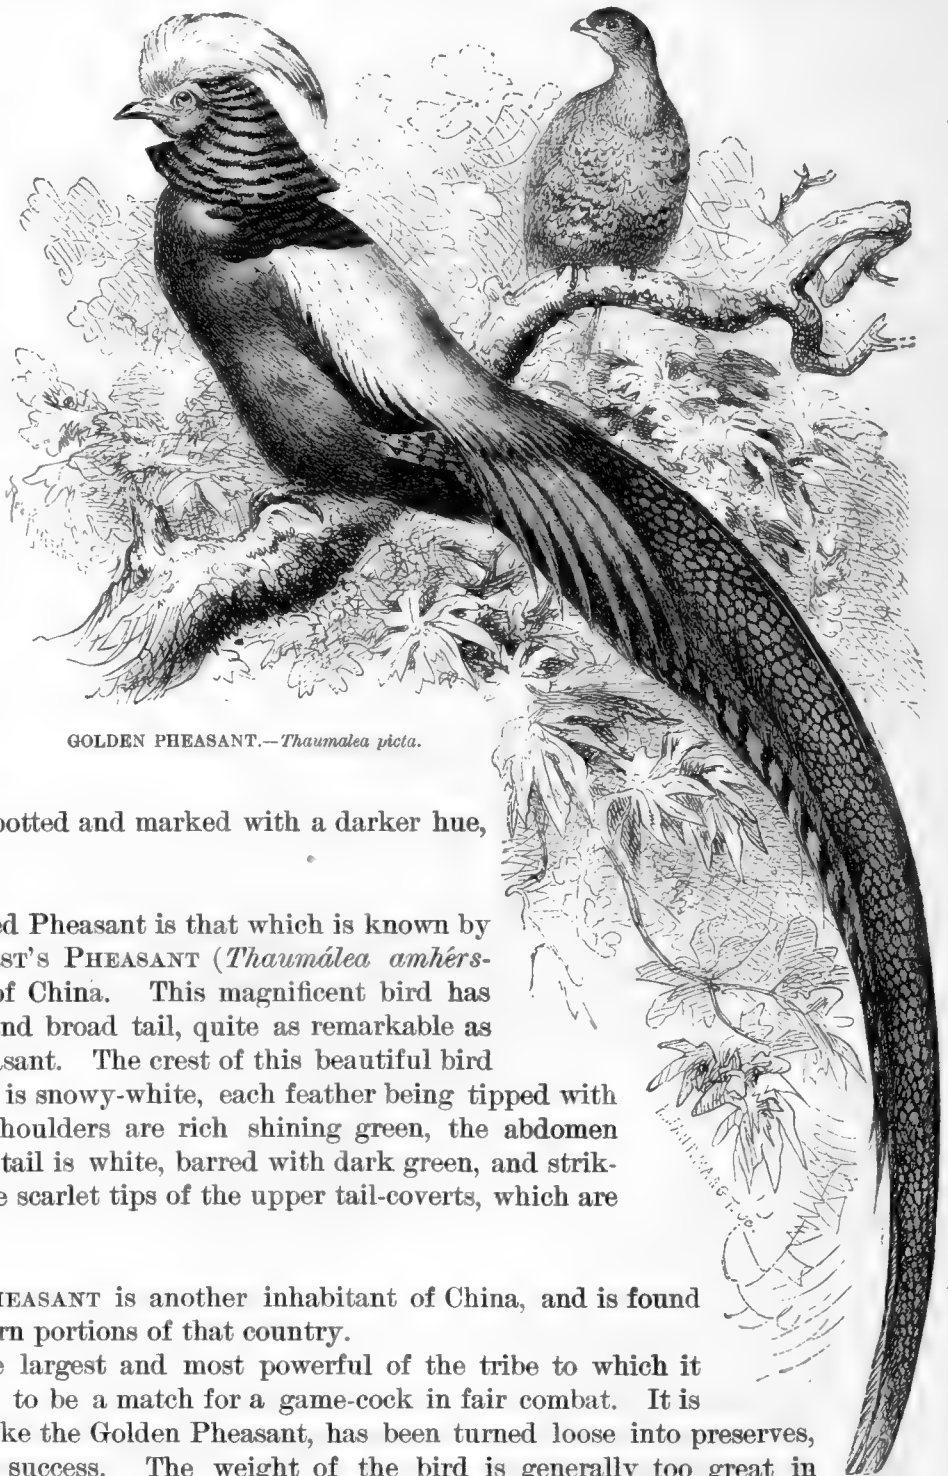 GOLDEN PHEASANT.—Thaumalea picta.
potted and marked with a darker hue,
ed Pheasant is that which is known by
ST'S PHEASANT (Thaumálea amhérs-
of China. This magnificent bird has
nd broad tail, quite as remarkable as
asant. The crest of this beautiful bird
is snowy-white, each feather being tipped with
houlders are rich shining green, the abdomen
tail is white, barred with dark green, and strik-
e scarlet tips of the upper tail-coverts, which are
HEASANT is another inhabitant of China, and is found
rn portions of that country.
e largest and most powerful of the tribe to which it
to be a match for a game-cock in fair combat. It is
ke the Golden Pheasant, has been turned loose into preserves,
success. The weight of the bird is generally too great in